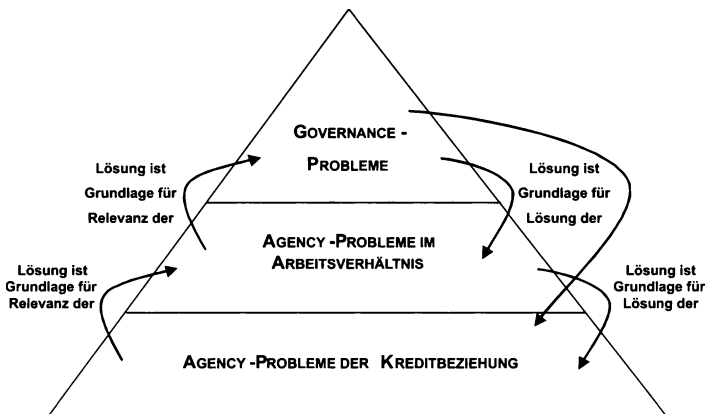 GOVERNANCE -
PROBLEME
Lösung ist
Grundlage für
Relevanz der
Lösung ist
Grundlage für
Lösung der
AGENCY -PROBLEME IM
ARBEITSVERHÄLTNIS
Lösung ist
Grundlage für
Relevanz der
Lösung ist
Grundlage für
Lösung der
AGENCY -PROBLEME DER KREDITBEZIEHUNG